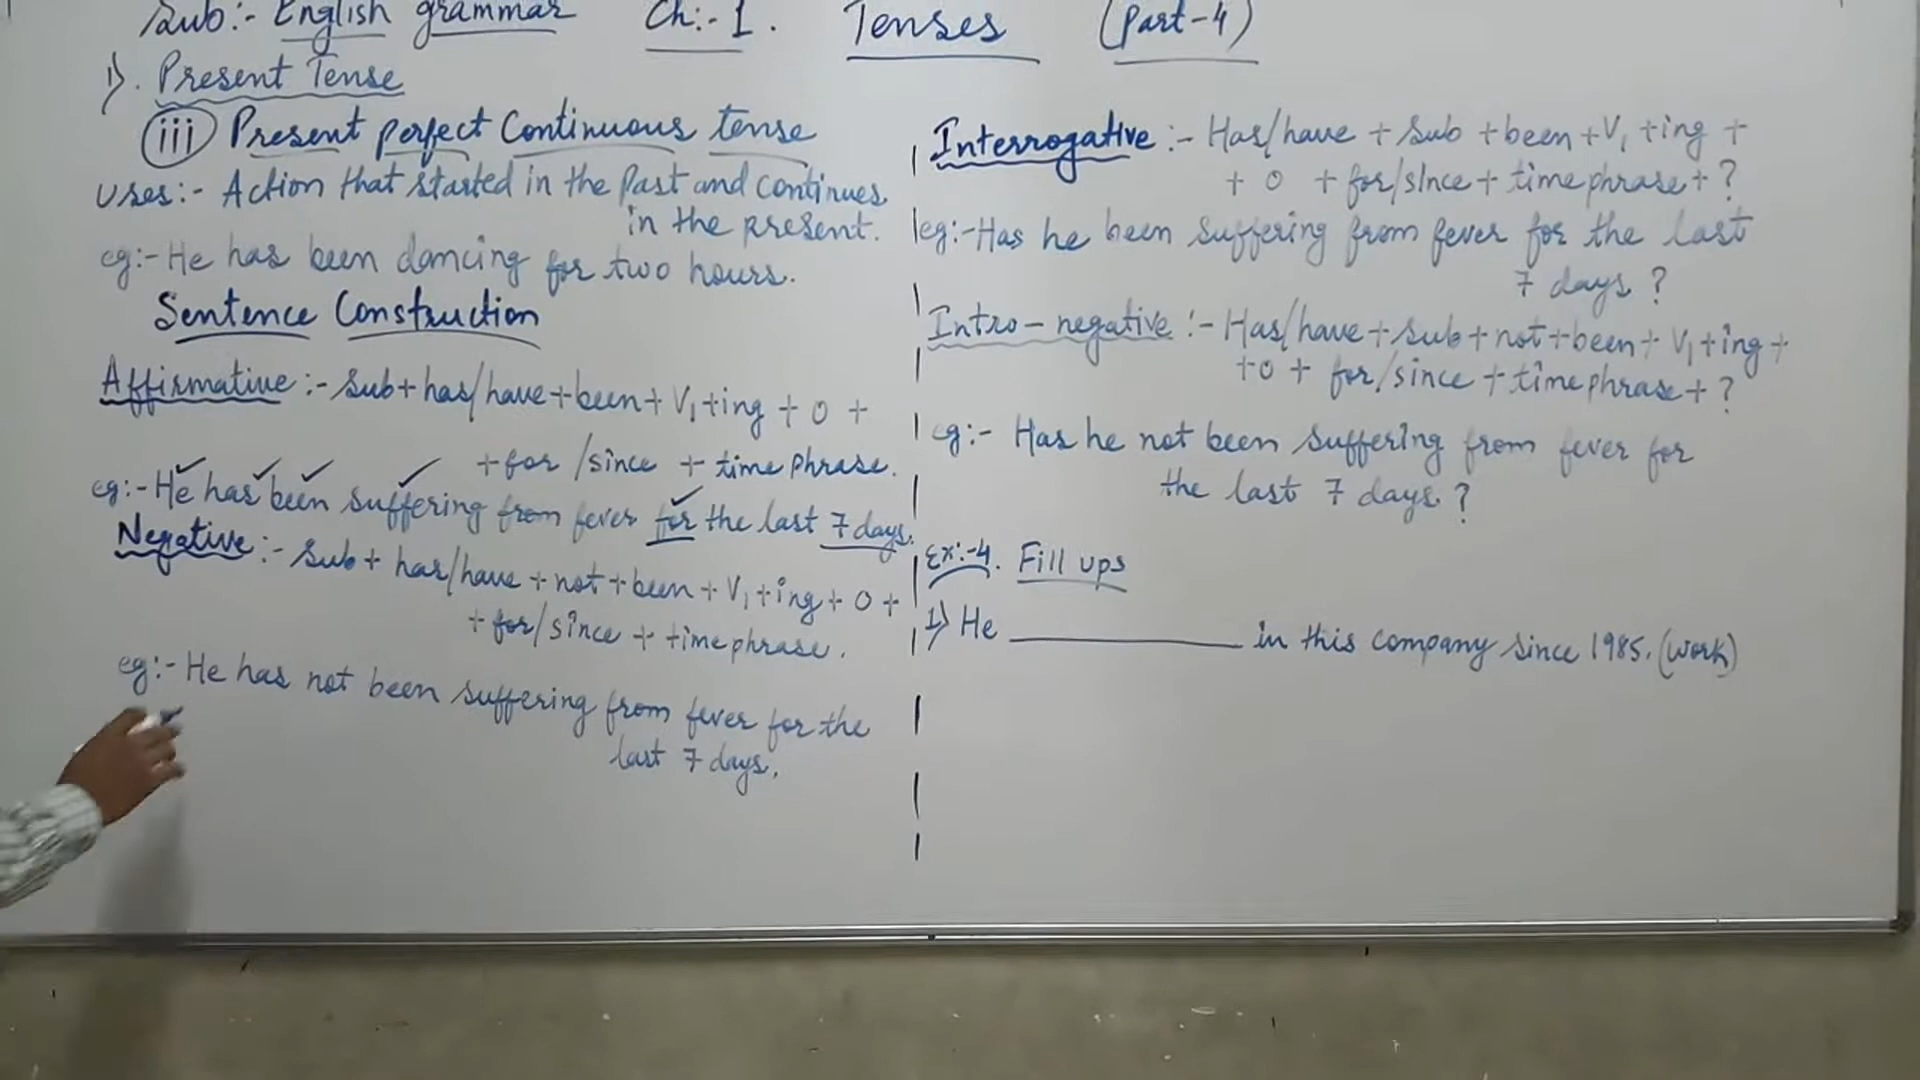 Sub:- English grammar Ch:- 1. Tenses (Part-4)
1). Present Tense
(iii) Present perfect Continuous tense
Uses:- Action that started in the Past and continues
in the present.
eg:- He has been dancing for two hours.
Sentence Construction
Affirmative :- Sub + has/have + been + V₁ + ing + O +
+ for /since + time phrase.
eg:- He has been suffering from fever for the last 7 days.
Negative :- Sub + has/have + not + been + V₁ + ing + O +
+ for/since + time phrase.
eg:- He has not been suffering from fever for the
last 7 days.
Interrogative :- Has/have + Sub + been + V₁ + ing +
+ O + for/since + time phrase + ?
eg:- Has he been suffering from fever for the last
7 days ?
Intro-negative :- Has/have + Sub + not + been + V₁ + ing +
+ O + for/since + time phrase + ?
eg:- Has he not been suffering from fever for
the last 7 days ?
Ex:-4. Fill ups
1) He __________ in this company since 1985. (work)